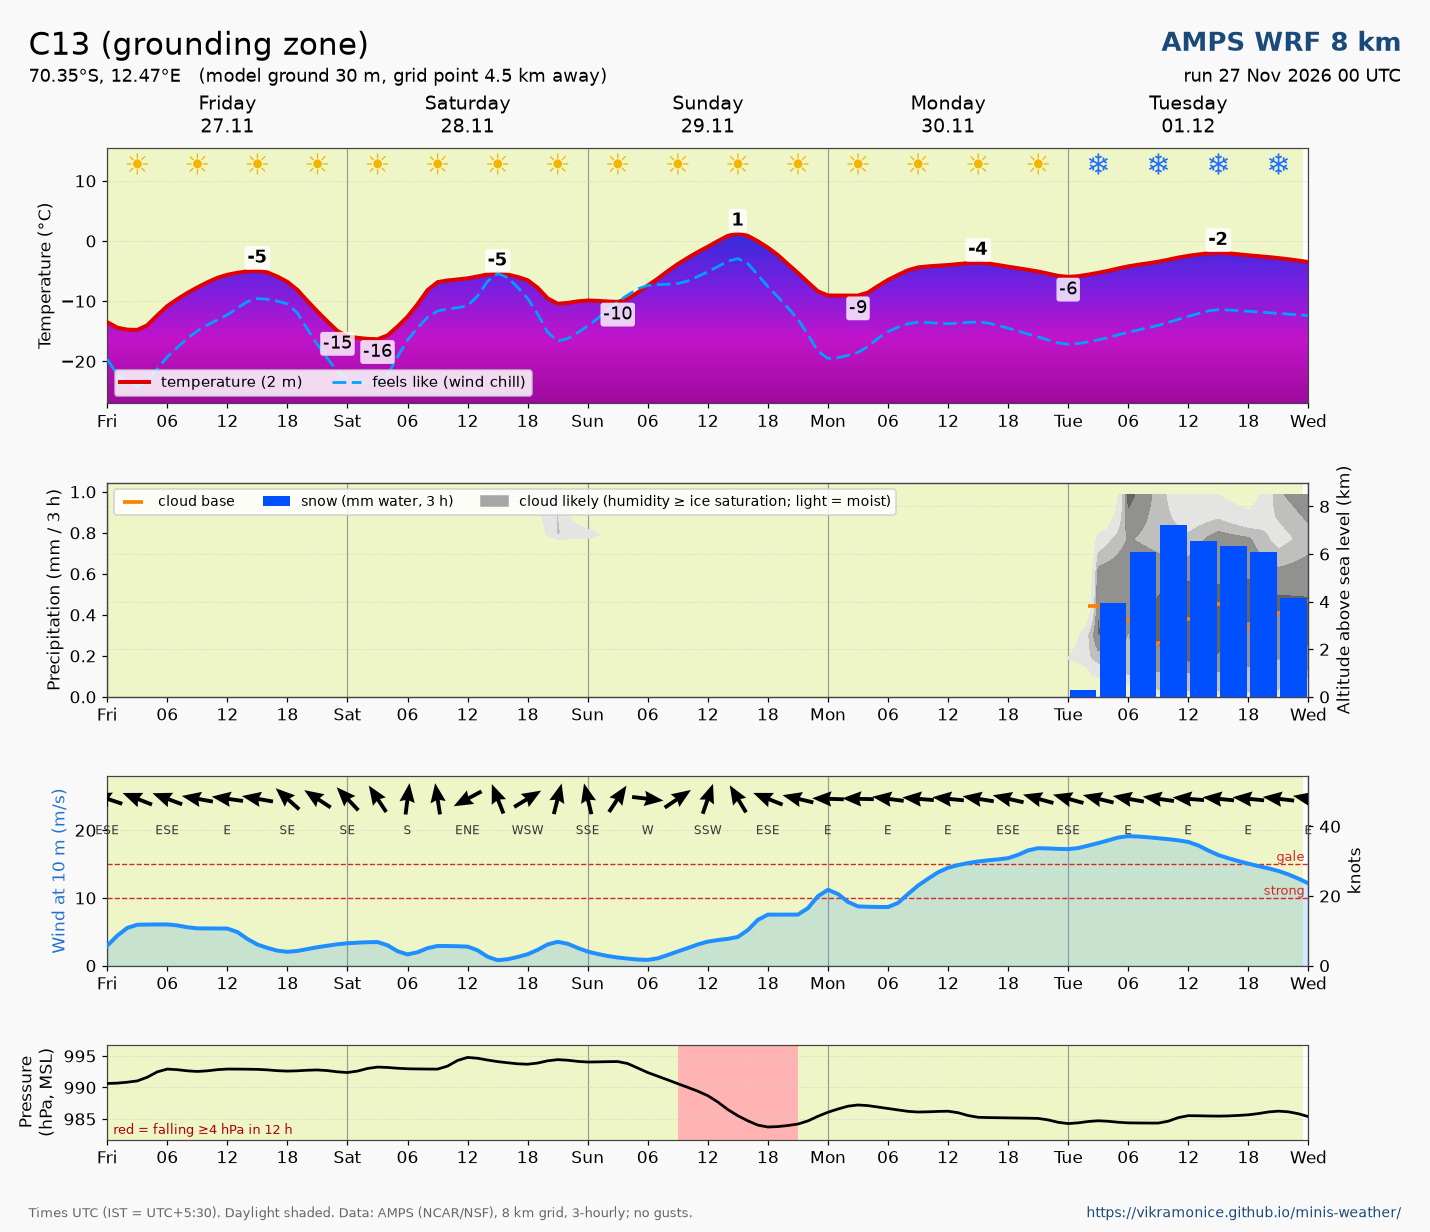 C13 (grounding zone)
AMPS WRF 8 km
70.35°S, 12.47°E (model ground 30 m, grid point 4.5 km away)
run 27 Nov 2026 00 UTC
Friday Saturday Sunday Monday Tuesday
27.11 28.11 29.11 30.11 01.12
Temperature (°C)
10
0
−10
−20
-5
-15
-16
-5
-10
1
-9
-4
-6
-2
temperature (2 m) feels like (wind chill)
Fri 06 12 18 Sat 06 12 18 Sun 06 12 18 Mon 06 12 18 Tue 06 12 18 Wed
Precipitation (mm / 3 h)
1.0
0.8
0.6
0.4
0.2
0.0
cloud base snow (mm water, 3 h) cloud likely (humidity ≥ ice saturation; light = moist)
8
6
4
2
0
Altitude above sea level (km)
Fri 06 12 18 Sat 06 12 18 Sun 06 12 18 Mon 06 12 18 Tue 06 12 18 Wed
Wind at 10 m (m/s)
20
10
0
ESE ESE E SE SE S ENE WSW SSE W SSW ESE E E E ESE ESE E E E E
gale
strong
40
20
0
knots
Fri 06 12 18 Sat 06 12 18 Sun 06 12 18 Mon 06 12 18 Tue 06 12 18 Wed
Pressure
(hPa, MSL)
995
990
985
red = falling ≥4 hPa in 12 h
Fri 06 12 18 Sat 06 12 18 Sun 06 12 18 Mon 06 12 18 Tue 06 12 18 Wed
Times UTC (IST = UTC+5:30). Daylight shaded. Data: AMPS (NCAR/NSF), 8 km grid, 3-hourly; no gusts.
https://vikramonice.github.io/minis-weather/